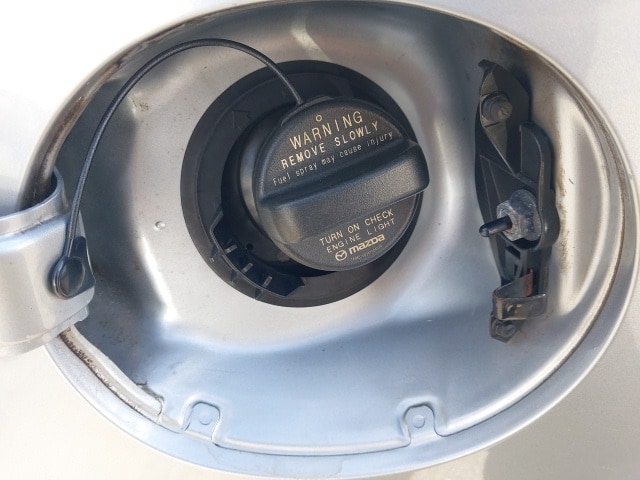 WARNING
REMOVE SLOWLY
Fuel spray may cause injury
TURN ON CHECK
ENGINE LIGHT
mazda